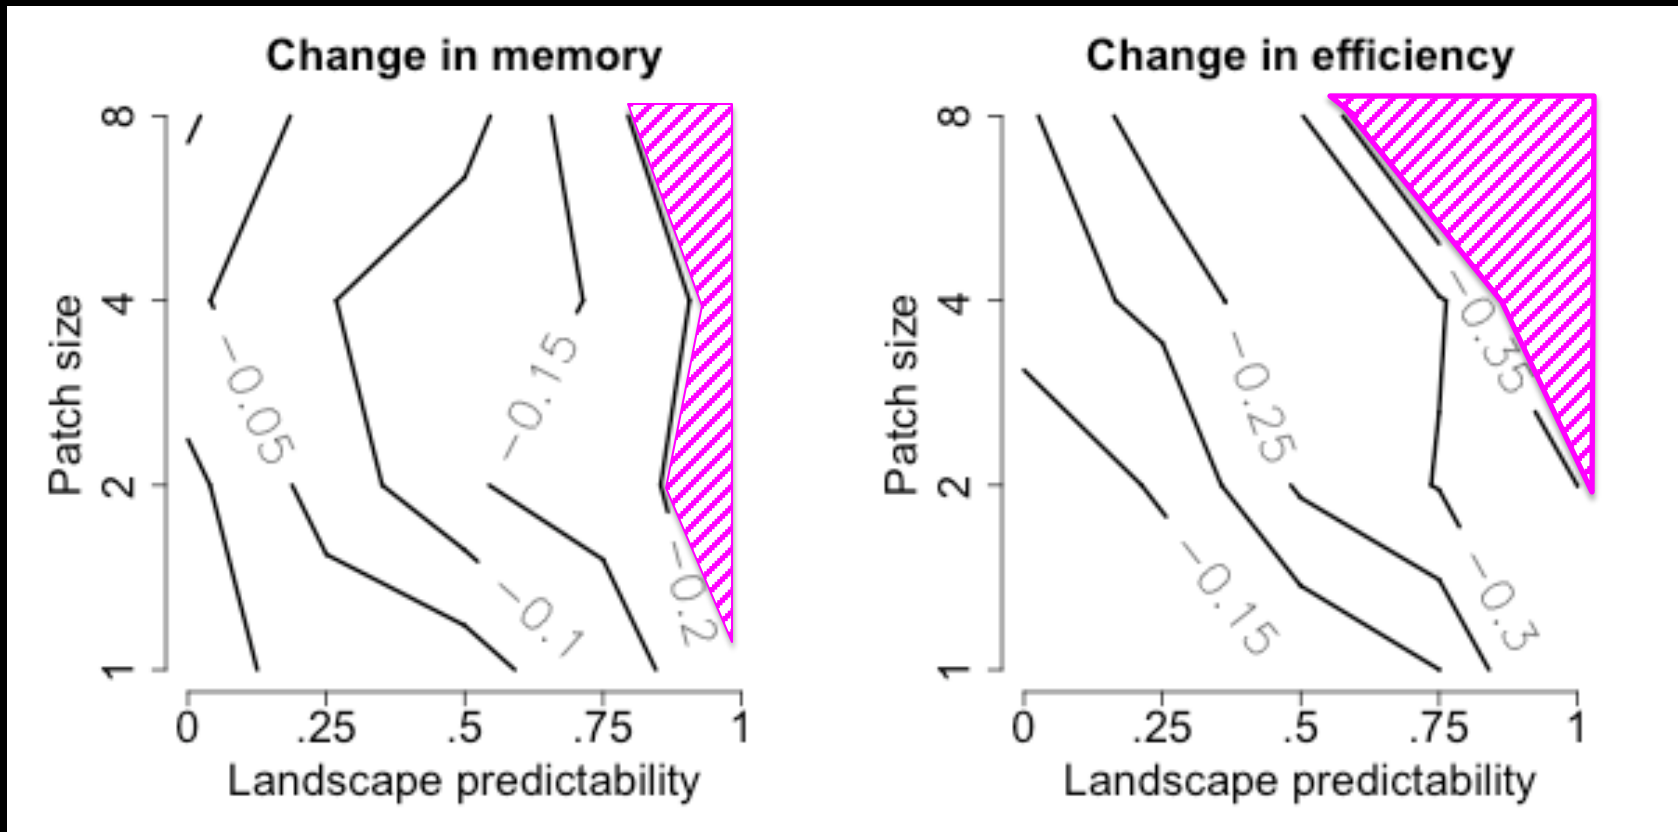 Change in memory
Patch size
8
4
2
1
−0.05
−0.15
−0.1
−0.2
0 .25 .5 .75 1
Landscape predictability
Change in efficiency
Patch size
8
4
2
1
−0.35
−0.25
−0.15
−0.3
0 .25 .5 .75 1
Landscape predictability